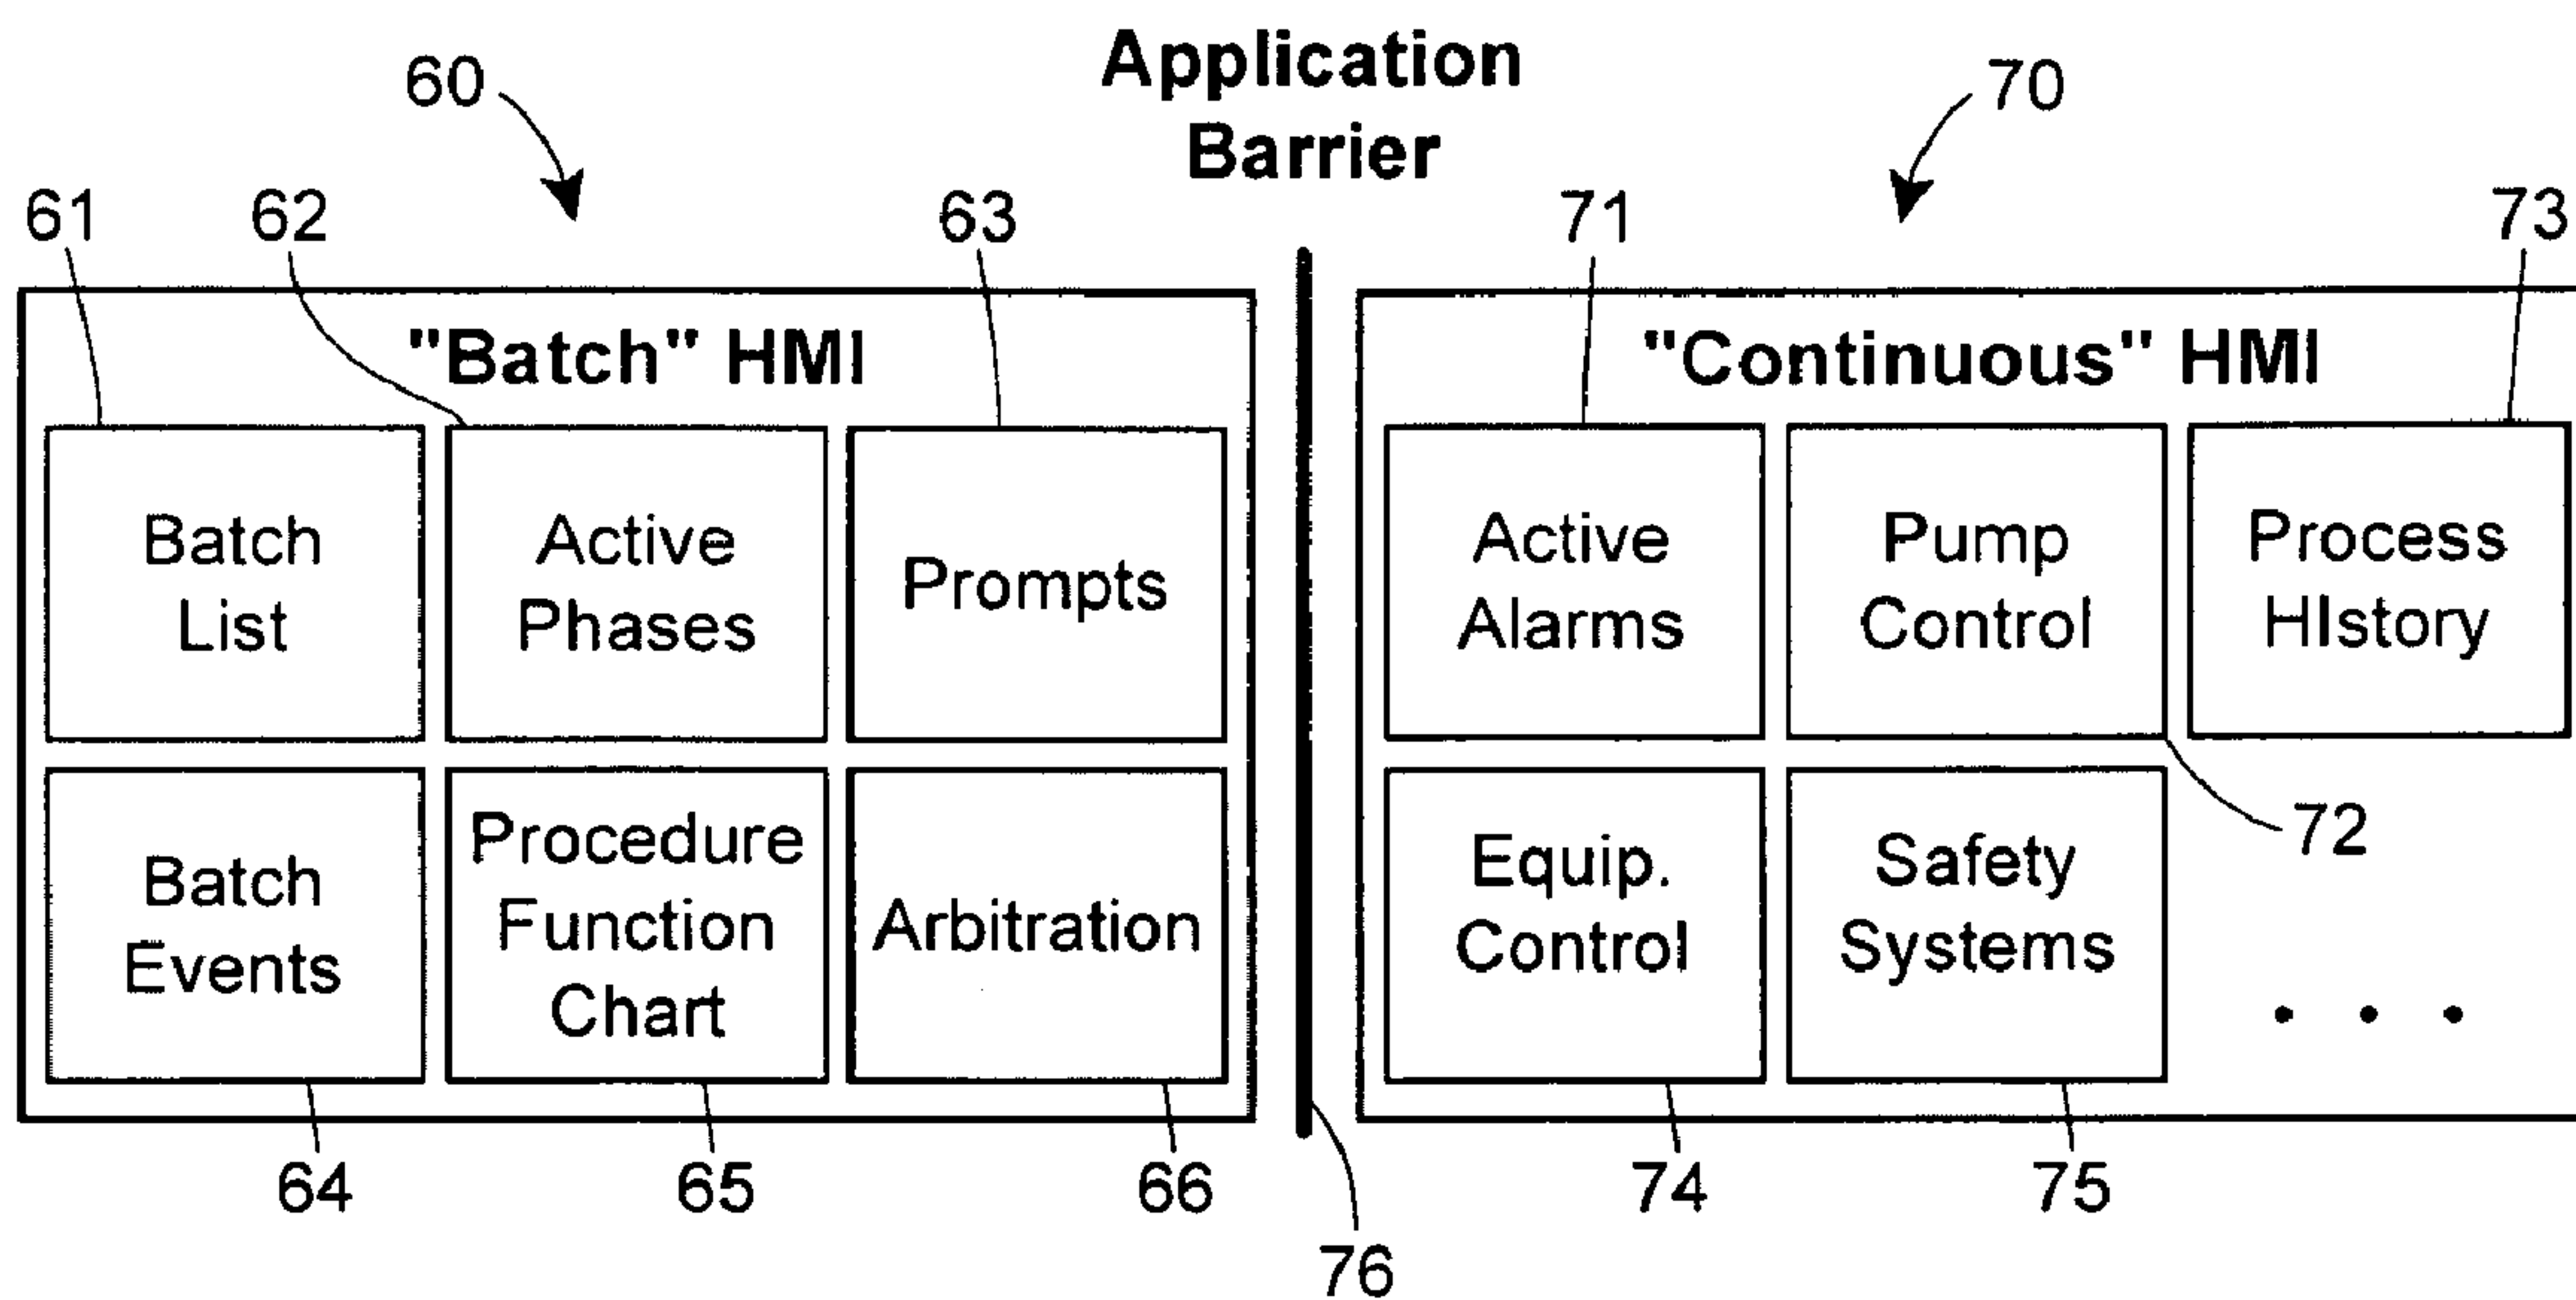 Application
Barrier
60
70
61
62
63
71
73
"Batch" HMI
"Continuous" HMI
Batch
List
Active
Phases
Prompts
Active
Alarms
Pump
Control
Process
HIstory
72
Batch
Events
Procedure
Function
Chart
Arbitration
Equip.
Control
Safety
Systems
. . .
64
65
66
74
75
76